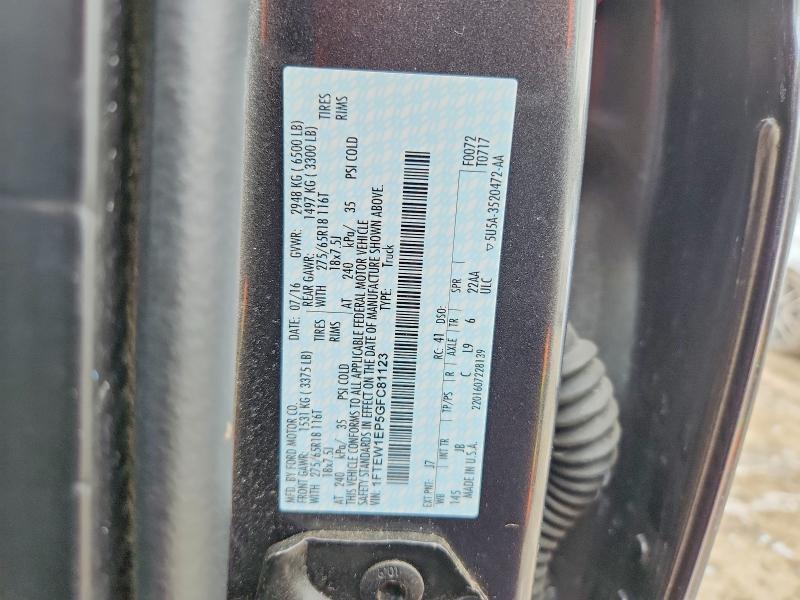 MFD. BY FORD MOTOR CO.
DATE: 07/16 GVWR: 2948 KG ( 6500 LB)
FRONT GAWR: 1531 KG ( 3375 LB) REAR GAWR: 1497 KG ( 3300 LB)
WITH 275/65R18 116T TIRES WITH 275/65R18 116T TIRES
18x7.5J RIMS 18x7.5J RIMS
AT 240 kPa/ 35 PSI COLD AT 240 kPa/ 35 PSI COLD
THIS VEHICLE CONFORMS TO ALL APPLICABLE FEDERAL MOTOR VEHICLE
SAFETY STANDARDS IN EFFECT ON THE DATE OF MANUFACTURE SHOWN ABOVE.
VIN: 1FTEW1EP5GFC81123 TYPE: Truck
EXT PNT: J7 RC: 41 DSO: F0072
WB INT TR TP/PS R AXLE TR SPR T0717
145 JB C L9 6 22AA
MADE IN U.S.A. ULC
2201607228139 ▽5U5A-3520472-AA
10.9